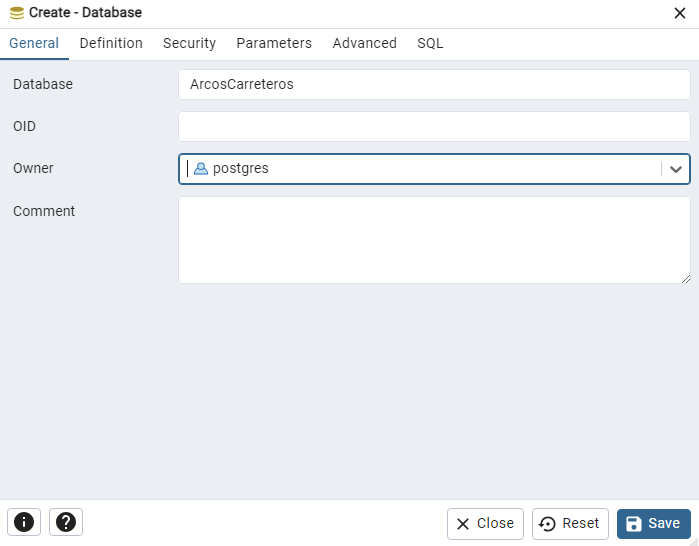 Create - Database
General Definition Security Parameters Advanced SQL
Database ArcosCarreteros
OID
Owner postgres
Comment
Close Reset Save